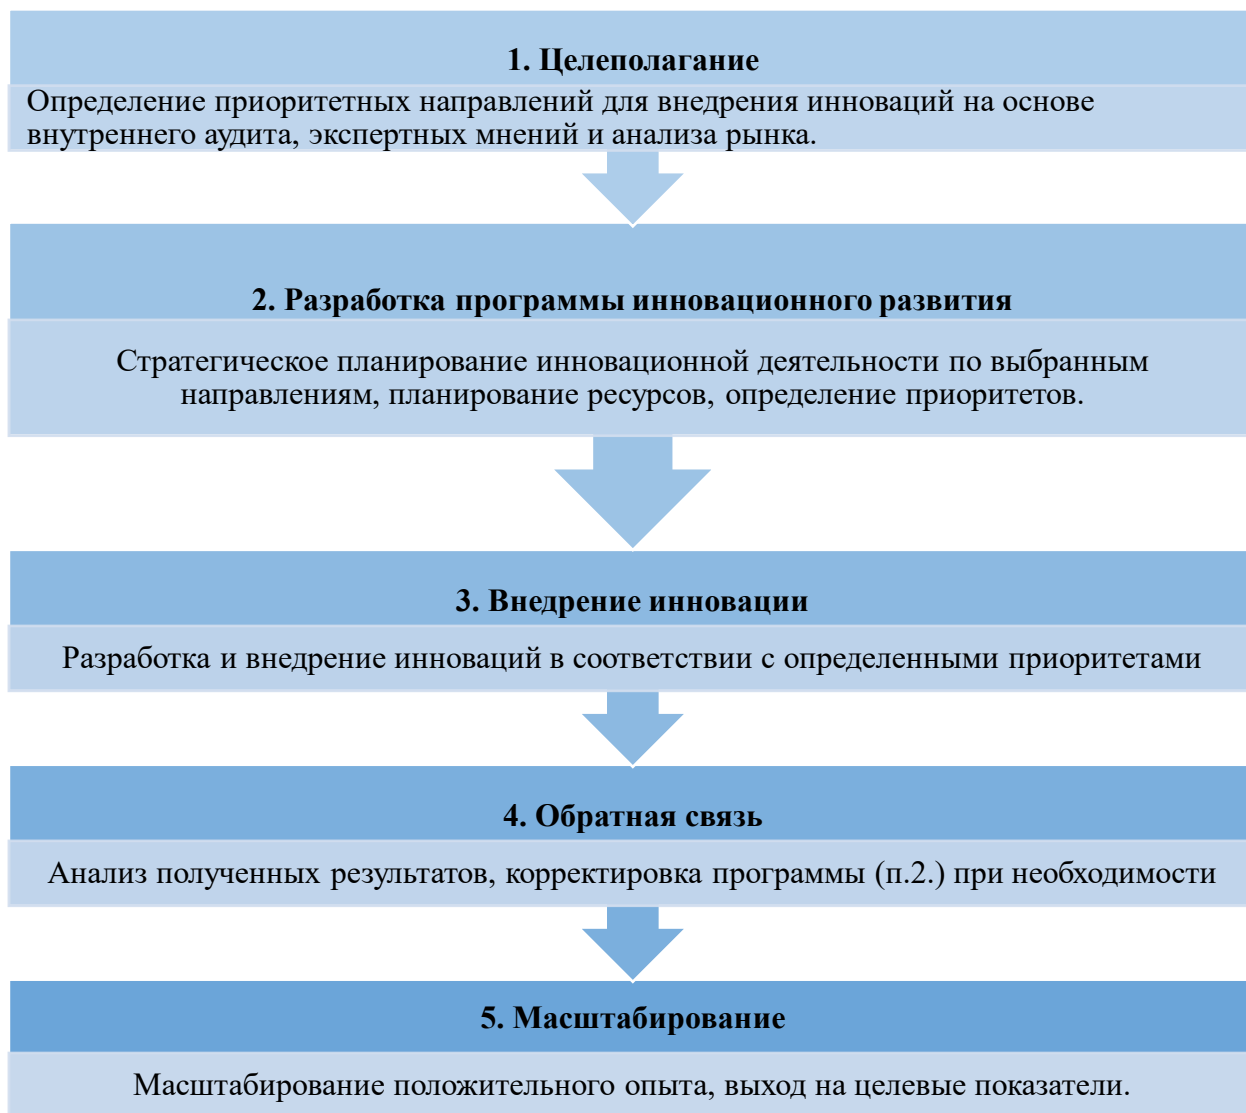 1. Целеполагание
Определение приоритетных направлений для внедрения инноваций на основе
внутреннего аудита, экспертных мнений и анализа рынка.
2. Разработка программы инновационного развития
Стратегическое планирование инновационной деятельности по выбранным
направлениям, планирование ресурсов, определение приоритетов.
3. Внедрение инновации
Разработка и внедрение инноваций в соответствии с определенными приоритетами
4. Обратная связь
Анализ полученных результатов, корректировка программы (п.2.) при необходимости
5. Масштабирование
Масштабирование положительного опыта, выход на целевые показатели.